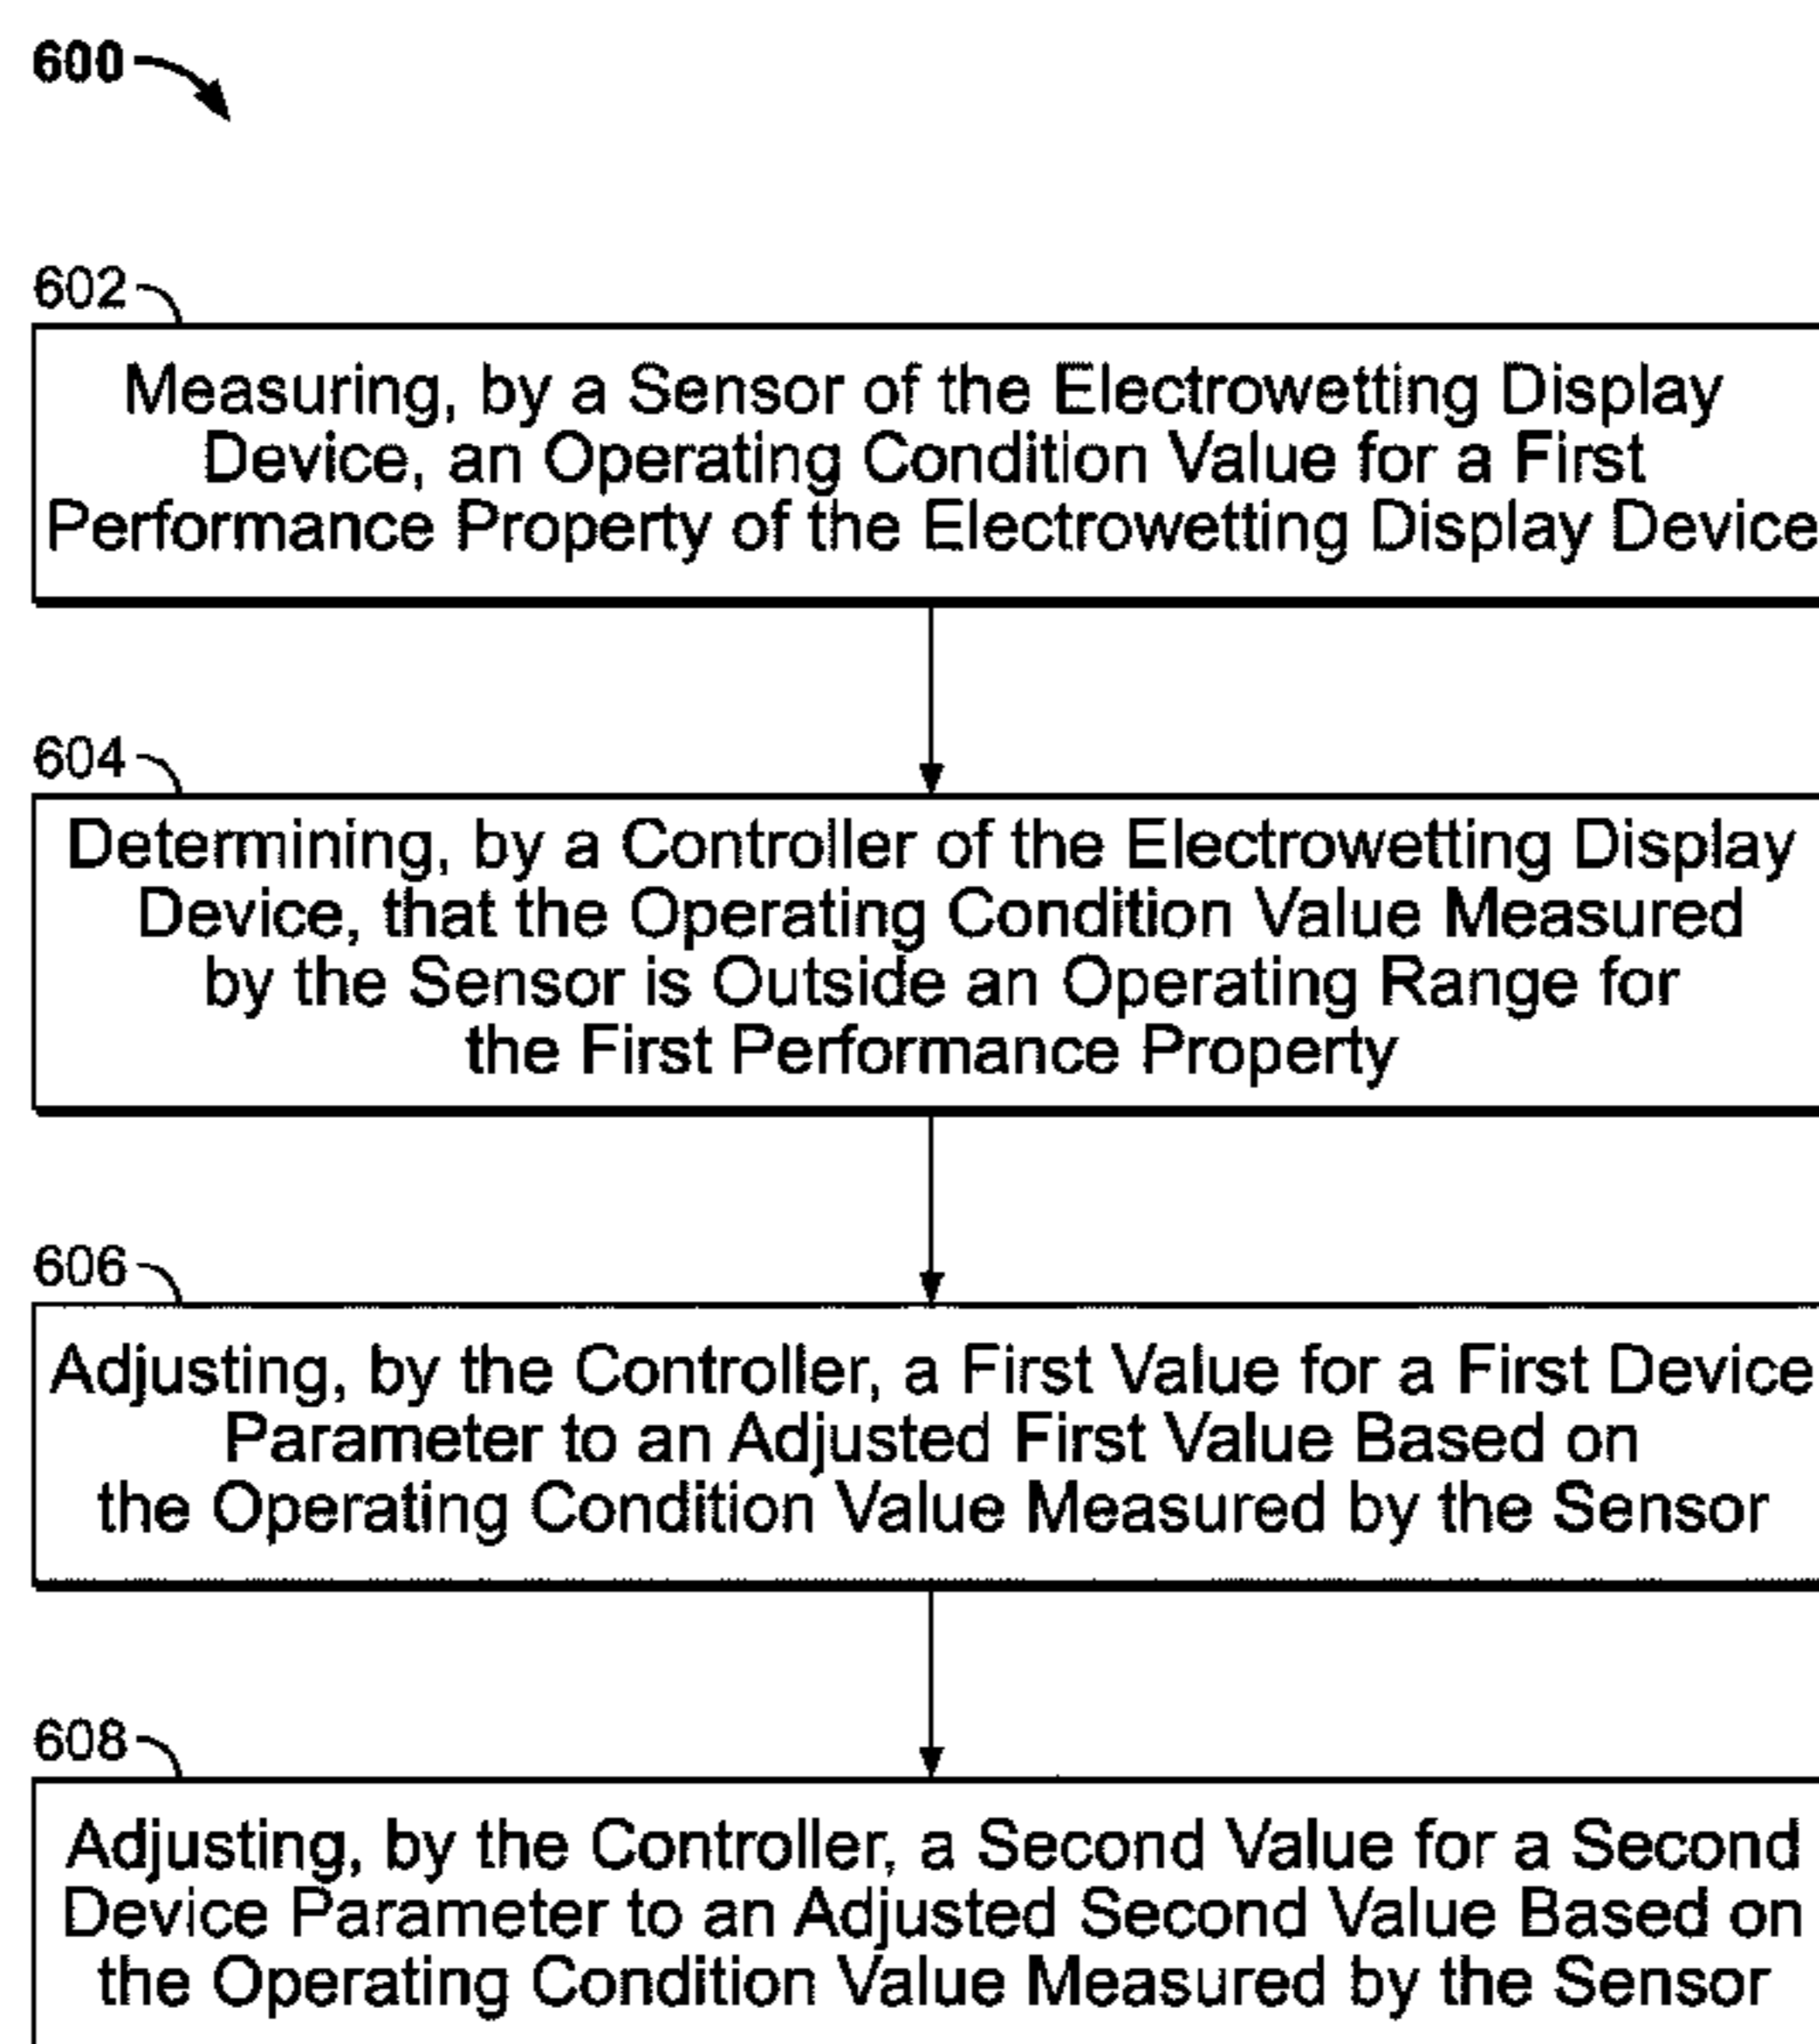 600
602
Measuring, by a Sensor of the Electrowetting Display
Device, an Operating Condition Value for a First
Performance Property of the Electrowetting Display Device
604
Determining, by a Controller of the Electrowetting Display
Device, that the Operating Condition Value Measured
by the Sensor is Outside an Operating Range for
the First Performance Property
606
Adjusting, by the Controller, a First Value for a First Device
Parameter to an Adjusted First Value Based on
the Operating Condition Value Measured by the Sensor
608
Adjusting, by the Controller, a Second Value for a Second
Device Parameter to an Adjusted Second Value Based on
the Operating Condition Value Measured by the Sensor